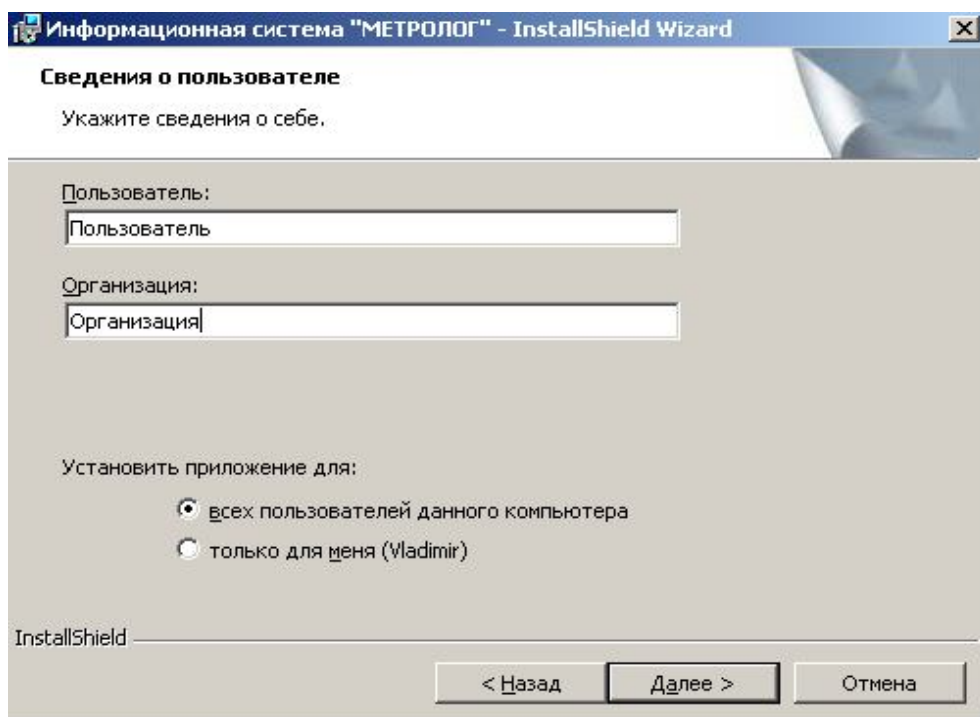 Информационная система "МЕТРОЛОГ" - InstallShield Wizard
Сведения о пользователе
Укажите сведения о себе.
Пользователь:
Пользователь
Организация:
Организация
Установить приложение для:
всех пользователей данного компьютера
только для меня (Vladimir)
InstallShield
< Назад Далее > Отмена